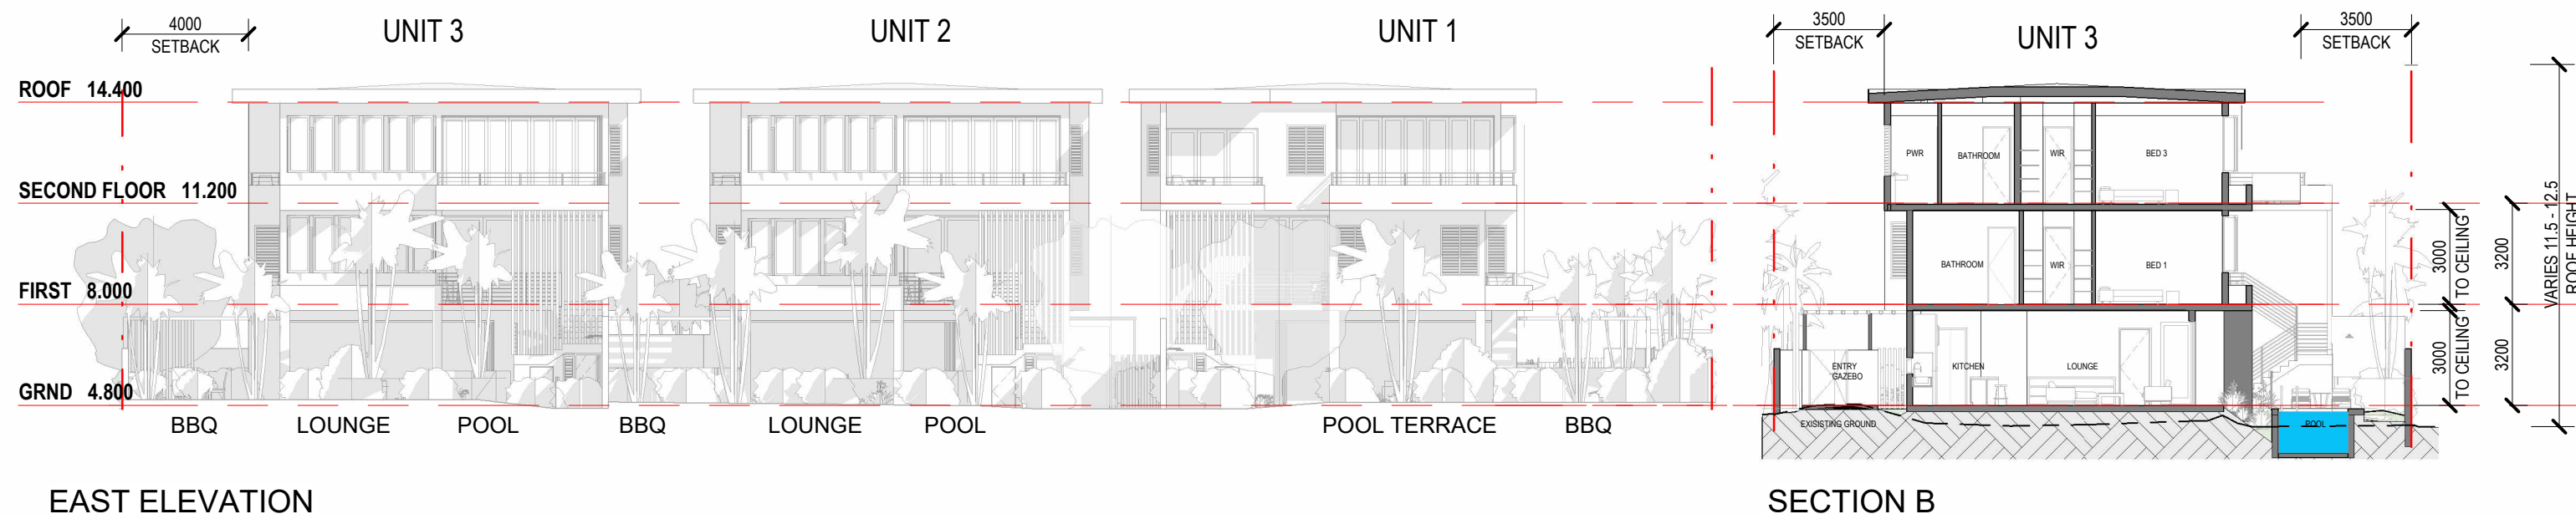 4000
SETBACK
UNIT 3
UNIT 2
UNIT 1
ROOF 14.400
SECOND FLOOR 11.200
FIRST 8.000
GRND 4.800
BBQ
LOUNGE
POOL
BBQ
LOUNGE
POOL
POOL TERRACE
BBQ
EAST ELEVATION
3500
SETBACK
UNIT 3
3500
SETBACK
PWR
BATHROOM
WIR
BED 3
BATHROOM
WIR
BED 1
ENTRY
GAZEBO
KITCHEN
LOUNGE
EXISISTING GROUND
POOL
3000
TO CEILING
3200
3000
TO CEILING
3200
VARIES 11.5 - 12.5
ROOF HEIGHT
SECTION B